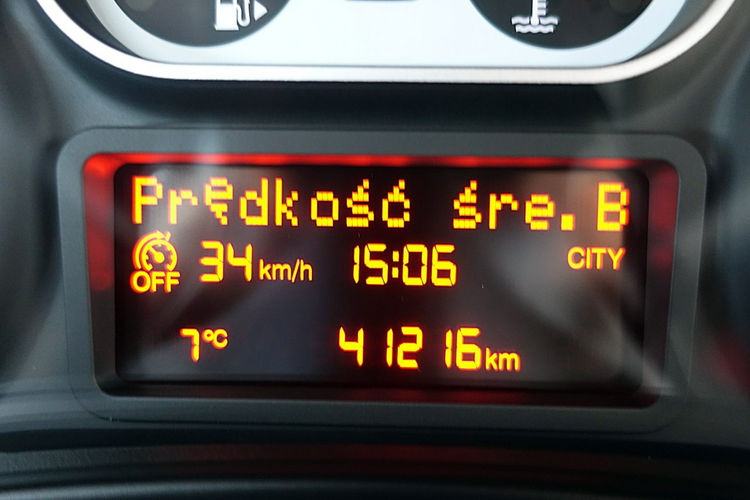 Prędkość śre. B
OFF 34 km/h 15:06 CITY
7°C 41216 km